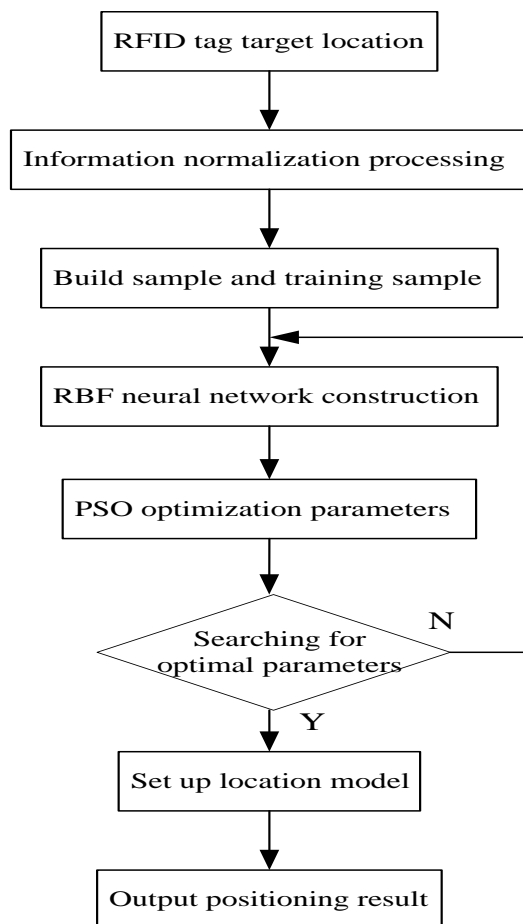 RFID tag target location
Information normalization processing
Build sample and training sample
RBF neural network construction
PSO optimization parameters
Searching for
optimal parameters
N
Y
Set up location model
Output positioning result